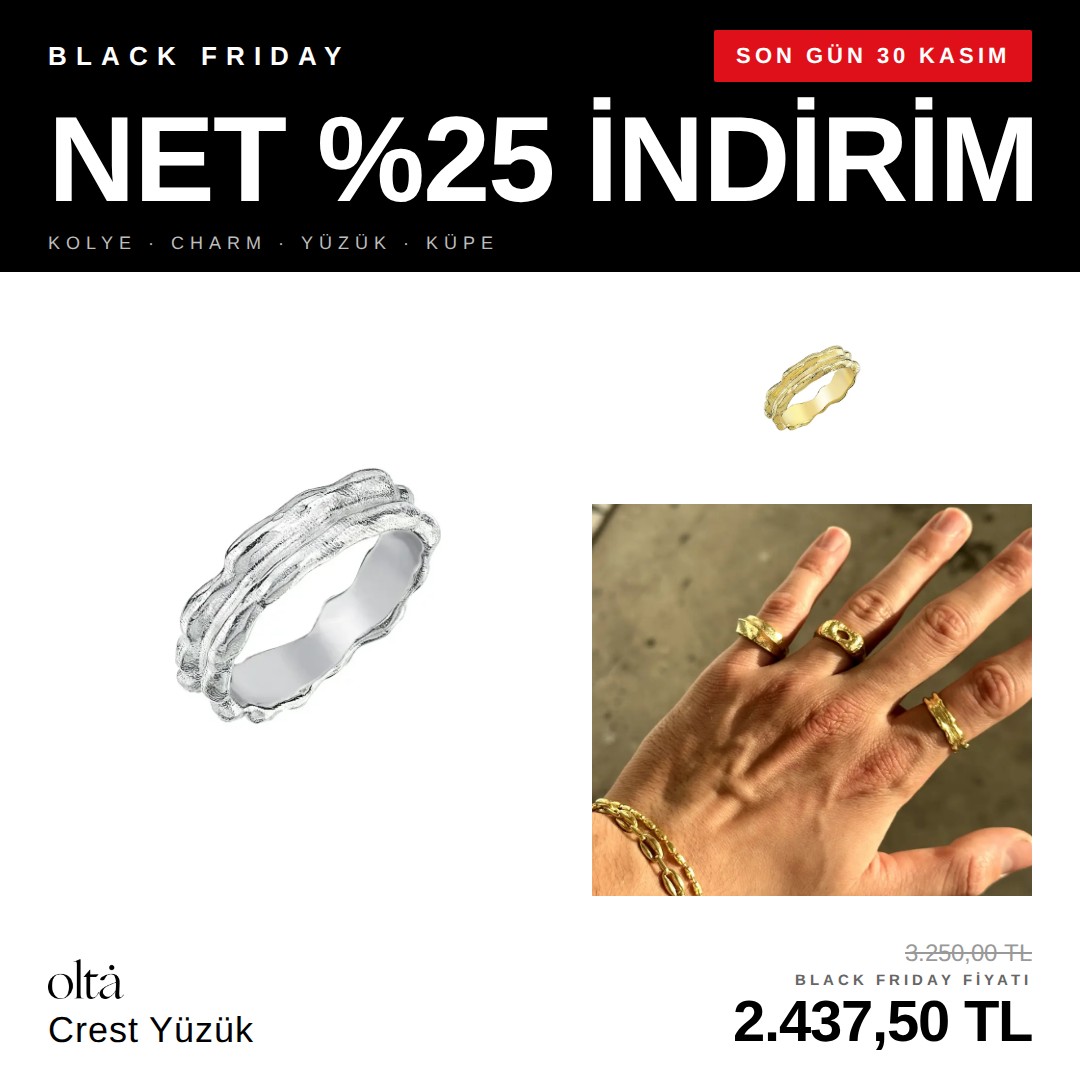 BLACK FRIDAY
SON GÜN 30 KASIM
NET %25 İNDİRİM
KOLYE · CHARM · YÜZÜK · KÜPE
oltȧ
Crest Yüzük
3.250,00 TL
BLACK FRIDAY FİYATI
2.437,50 TL